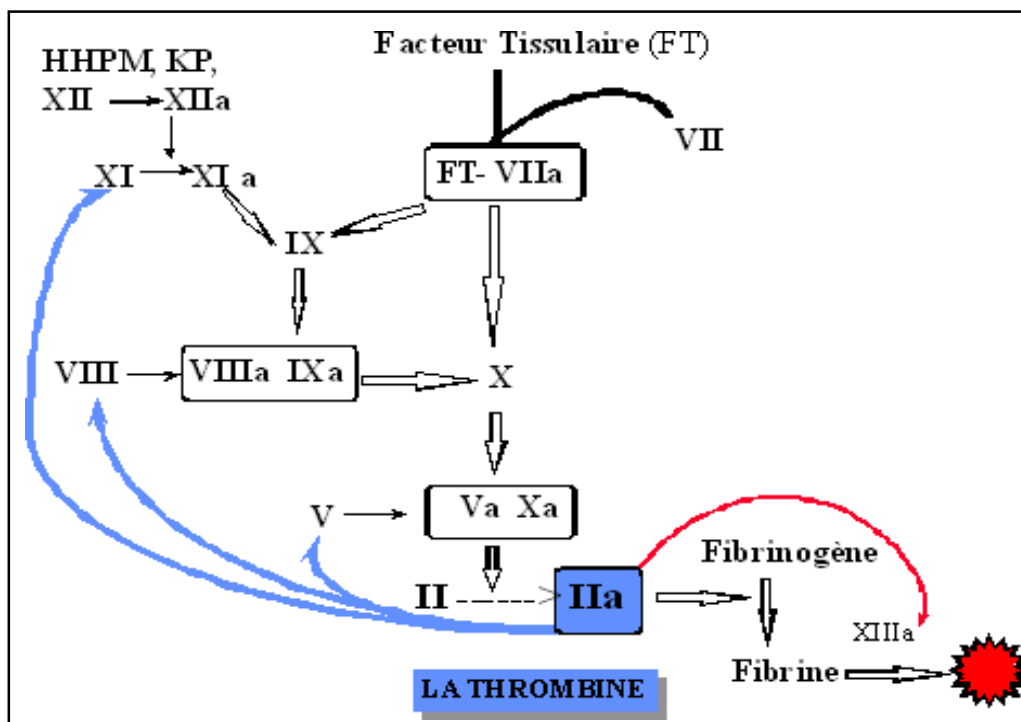 Facteur Tissulaire (FT)
HHPM, KP,
XII XIIa
VII
XI XI a
FT- VIIa
IX
VIII VIIIa IXa X
V Va Xa
Fibrinogène
II IIa
XIIIa
Fibrine
LA THROMBINE